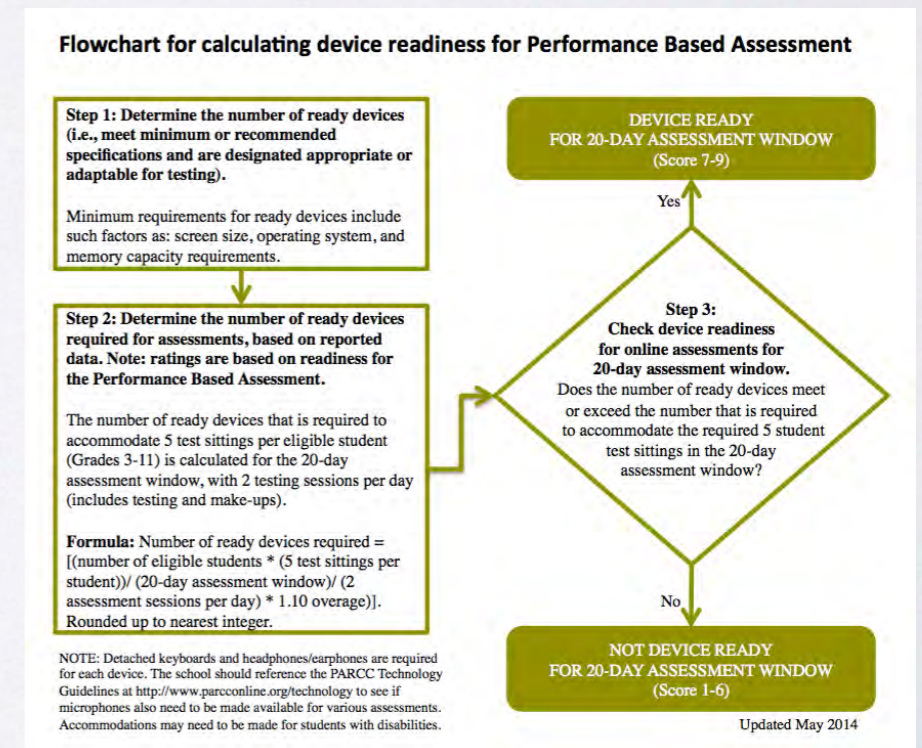 Flowchart for calculating device readiness for Performance Based Assessment
Step 1: Determine the number of ready devices
(i.e., meet minimum or recommended
specifications and are designated appropriate or
adaptable for testing).
Minimum requirements for ready devices include
such factors as: screen size, operating system, and
memory capacity requirements.
Step 2: Determine the number of ready devices
required for assessments, based on reported
data. Note: ratings are based on readiness for
the Performance Based Assessment.
The number of ready devices that is required to
accommodate 5 test sittings per eligible student
(Grades 3-11) is calculated for the 20-day
assessment window, with 2 testing sessions per day
(includes testing and make-ups).
Formula: Number of ready devices required =
[(number of eligible students * (5 test sittings per
student))/ (20-day assessment window)/ (2
assessment sessions per day) * 1.10 overage)].
Rounded up to nearest integer.
NOTE: Detached keyboards and headphones/earphones are required
for each device. The school should reference the PARCC Technology
Guidelines at http://www.parcconline.org/technology to see if
microphones also need to be made available for various assessments.
Accommodations may need to be made for students with disabilities.
DEVICE READY
FOR 20-DAY ASSESSMENT WINDOW
(Score 7-9)
Yes
Step 3:
Check device readiness
for online assessments for
20-day assessment window.
Does the number of ready devices meet
or exceed the number that is required
to accommodate the required 5 student
test sittings in the 20-day
assessment window?
No
NOT DEVICE READY
FOR 20-DAY ASSESSMENT WINDOW
(Score 1-6)
Updated May 2014